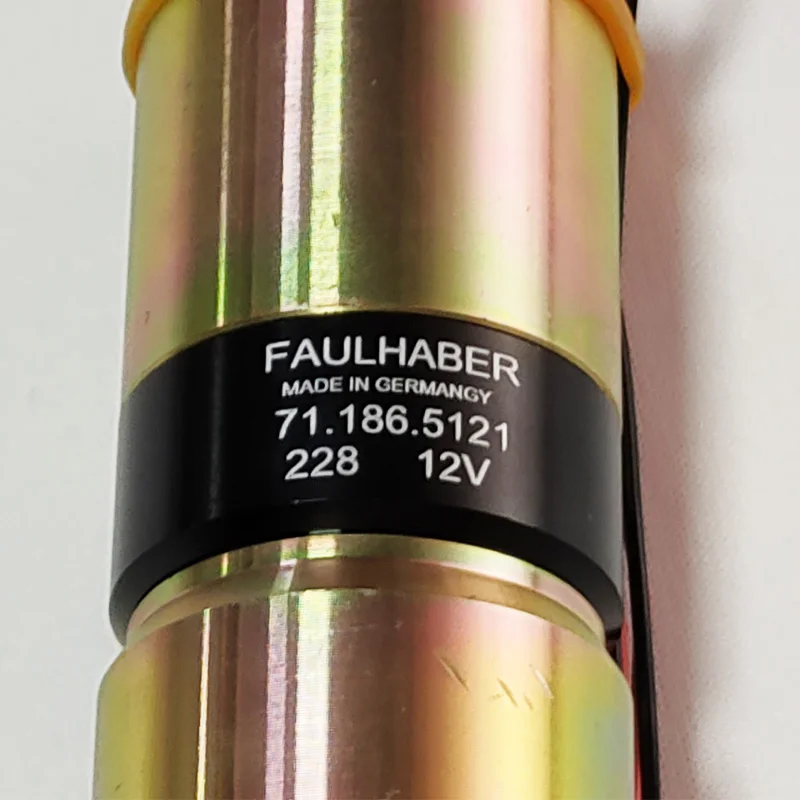 FAULHABER
MADE IN GERMANGY
71.186.5121
228 12V